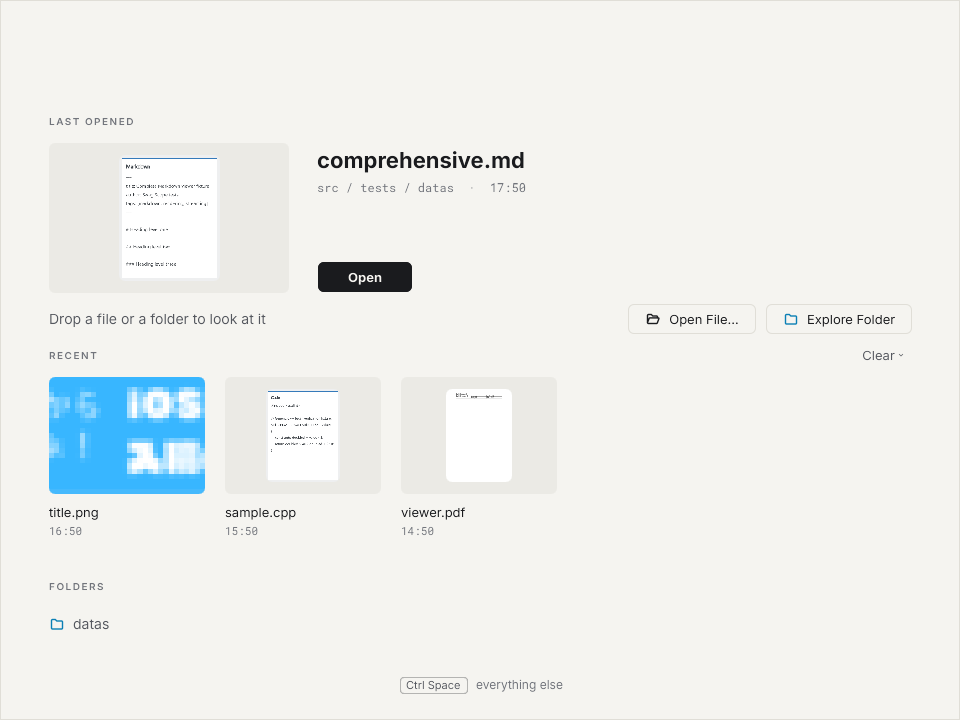 LAST OPENED
Markdown
comprehensive.md
src / tests / datas · 17:50
Open
Drop a file or a folder to look at it
Open File...
Explore Folder
RECENT
Clear
title.png
16:50
sample.cpp
15:50
viewer.pdf
14:50
FOLDERS
datas
Ctrl Space everything else